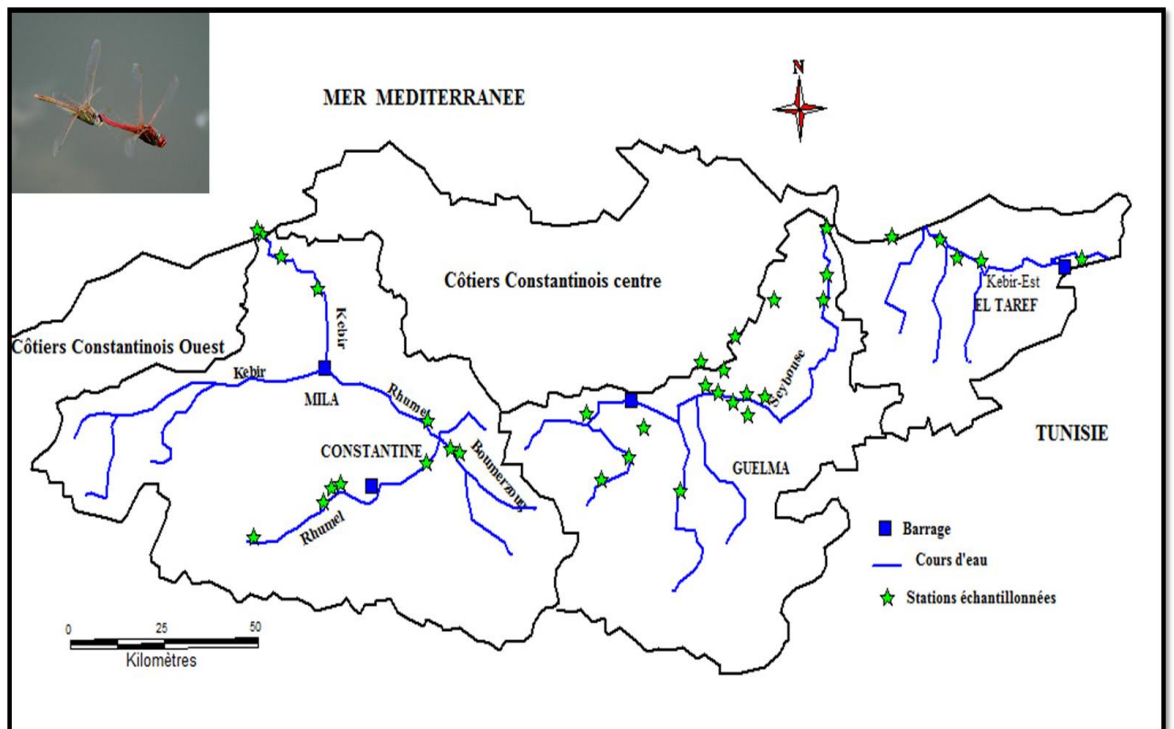 N
MER MEDITERRANEE
Côtiers Constantinois centre
Kebir-Est
EL TAREF
Kebir
Côtiers Constantinois Ouest
Kebir
MILA
Rhumel
Seybouse
TUNISIE
CONSTANTINE
Boumerzoug
GUELMA
Rhumel
Barrage
Cours d'eau
Stations échantillonnées
0 25 50
Kilomètres